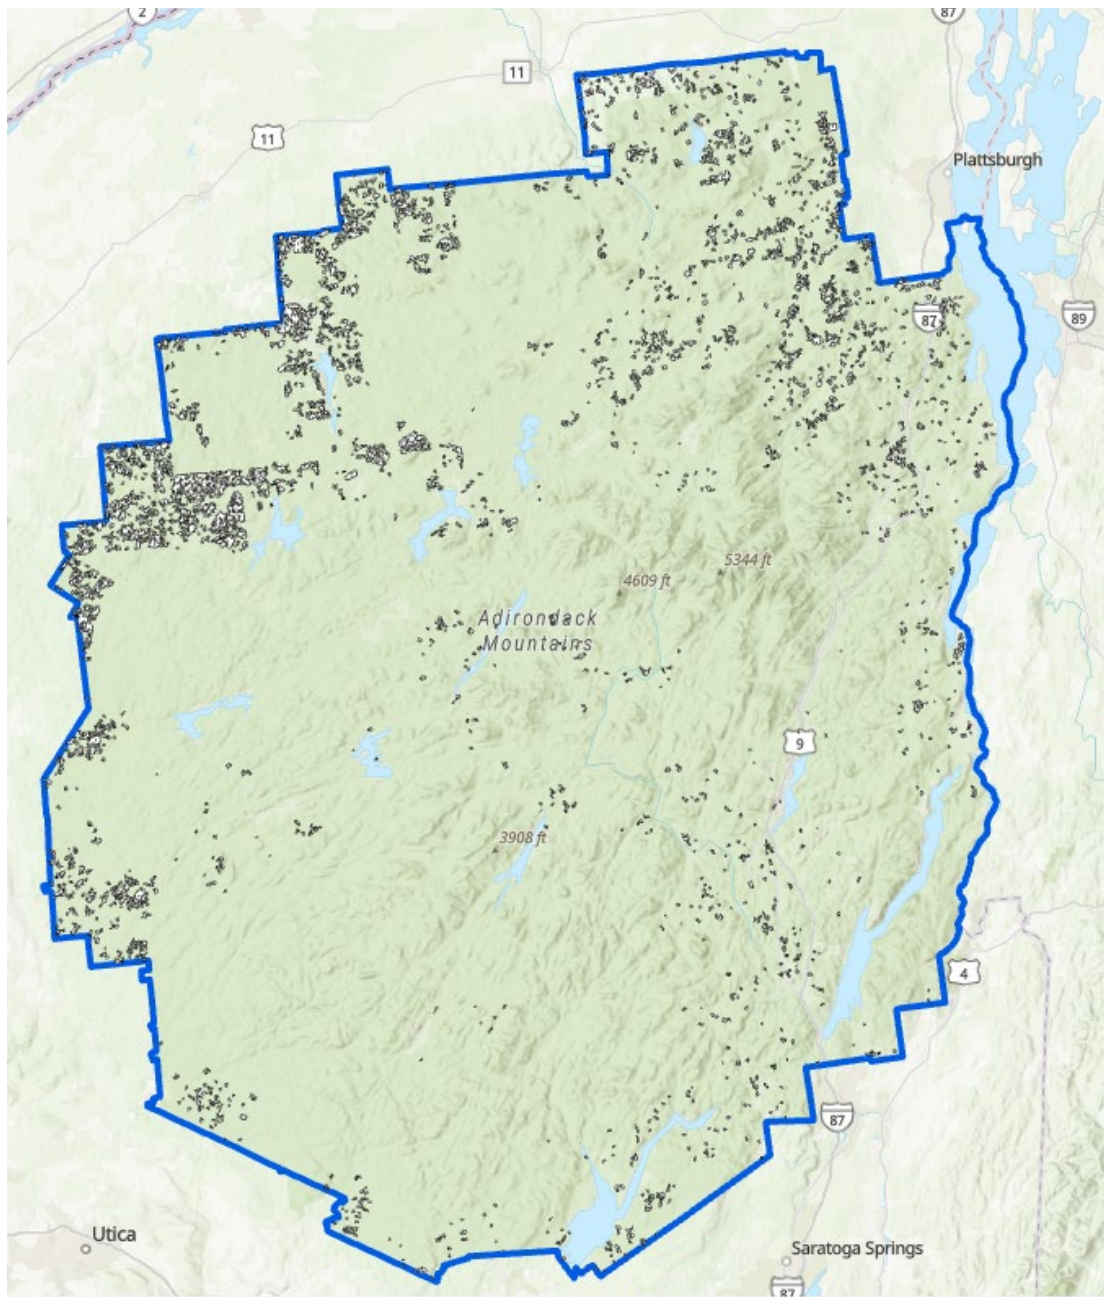 2
87
11
11
Plattsburgh
89
87
5344 ft
4609 ft
Adirondack
Mountains
9
3908 ft
4
87
Utica
Saratoga Springs
87